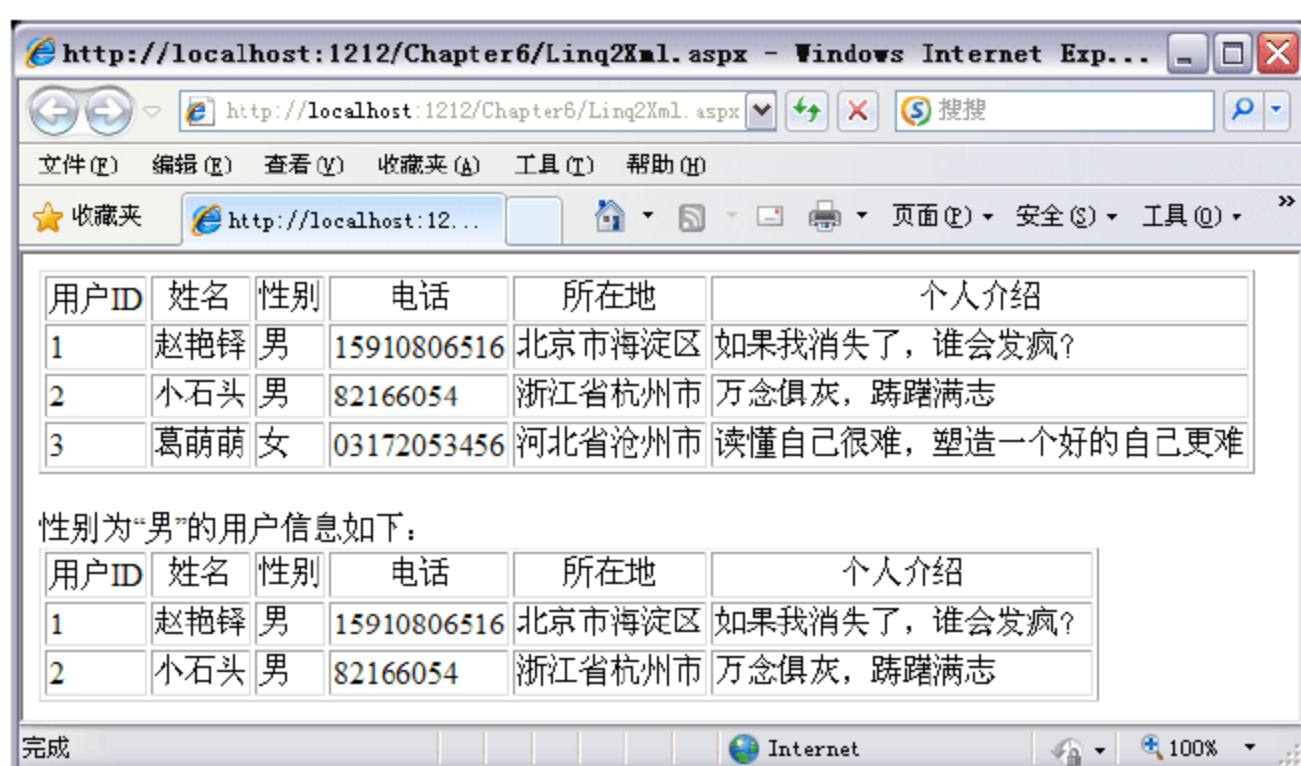 http://localhost:1212/Chapter6/Linq2Xml.aspx - Windows Internet Exp...
http://localhost:1212/Chapter6/Linq2Xml.aspx 搜搜
文件(F) 编辑(E) 查看(V) 收藏夹(A) 工具(T) 帮助(H)
收藏夹 http://localhost:12... 页面(P) 安全(S) 工具(O) »
用户ID 姓名 性别 电话 所在地 个人介绍
1 赵艳铎 男 15910806516 北京市海淀区 如果我消失了，谁会发疯?
2 小石头 男 82166054 浙江省杭州市 万念俱灰，踌躇满志
3 葛萌萌 女 03172053456 河北省沧州市 读懂自己很难，塑造一个好的自己更难
性别为“男”的用户信息如下：
用户ID 姓名 性别 电话 所在地 个人介绍
1 赵艳铎 男 15910806516 北京市海淀区 如果我消失了，谁会发疯?
2 小石头 男 82166054 浙江省杭州市 万念俱灰，踌躇满志
完成 Internet 100%